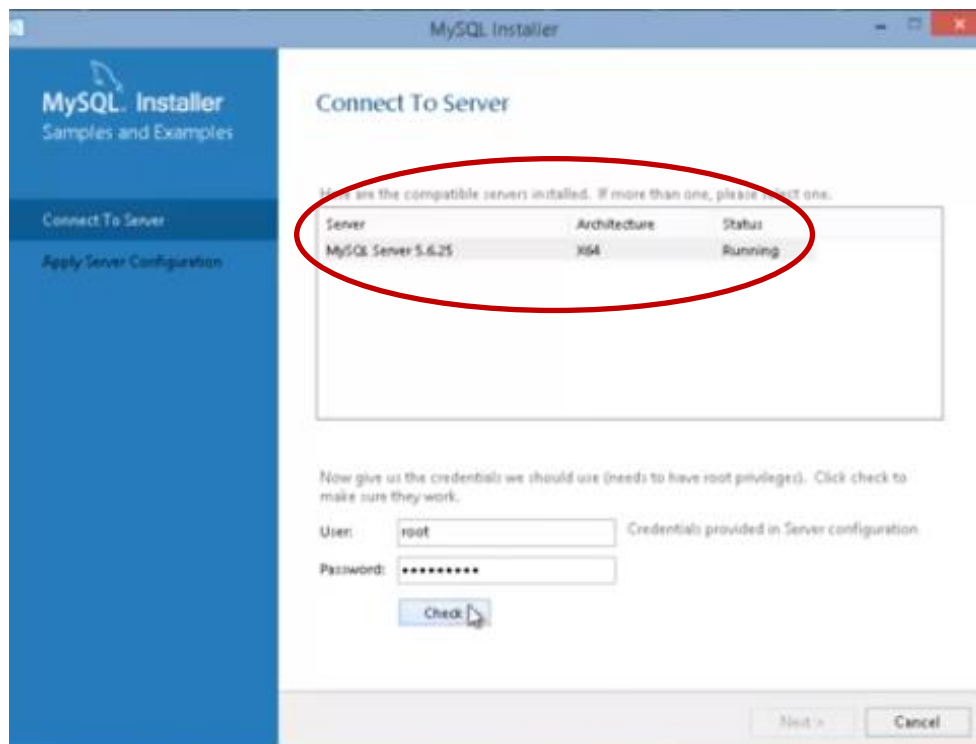 MySQL Installer
MySQL. Installer
Samples and Examples
Connect To Server
Apply Server Configuration
Connect To Server
Here are the compatible servers installed. If more than one, please select one.
Server Architecture Status
MySQL Server 5.6.25 X64 Running
Now give us the credentials we should use (needs to have root privileges). Click check to
make sure they work.
User: root Credentials provided in Server configuration
Password: •••••••••
Check
Next > Cancel